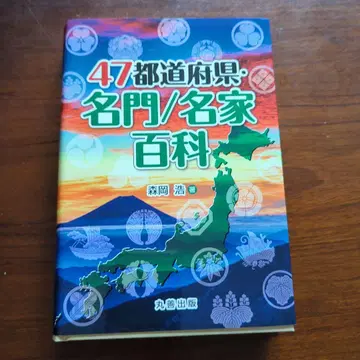 47都道府県・
名門/名家
百科
森岡 浩 著
丸善出版